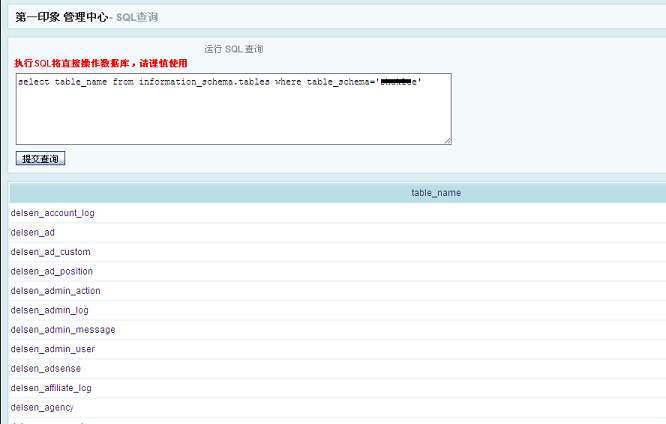 第一印象 管理中心- SQL查询
运行 SQL 查询
执行SQL将直接操作数据库，请谨慎使用
select table_name from information_schema.tables where table_schema=' '
提交查询
table_name
delsen_account_log
delsen_ad
delsen_ad_custom
delsen_ad_position
delsen_admin_action
delsen_admin_log
delsen_admin_message
delsen_admin_user
delsen_adsense
delsen_affiliate_log
delsen_agency